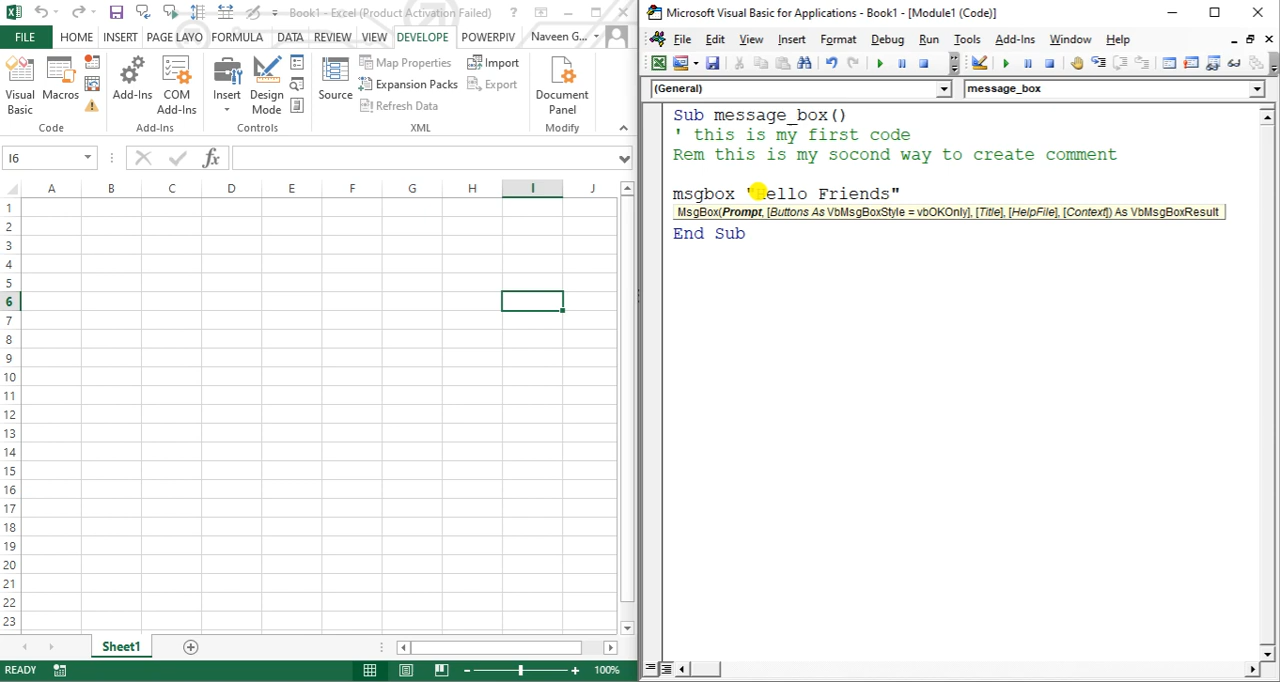 Book1 - Excel (Product Activation Failed)
FILE HOME INSERT PAGE LAYO FORMULA DATA REVIEW VIEW DEVELOPE POWERPIV Naveen G...
Visual Basic
Macros
Add-Ins
COM Add-Ins
Insert
Design Mode
Source
Map Properties
Expansion Packs
Refresh Data
Import
Export
Document Panel
Code Add-Ins Controls XML Modify
I6
fx
A B C D E F G H I J
1
2
3
4
5
6
7
8
9
10
11
12
13
14
15
16
17
18
19
20
21
22
23
Sheet1
READY 100%
Microsoft Visual Basic for Applications - Book1 - [Module1 (Code)]
File Edit View Insert Format Debug Run Tools Add-Ins Window Help
(General) message_box
Sub message_box()
' this is my first code
Rem this is my socond way to create comment
msgbox "Hello Friends"
MsgBox(Prompt, [Buttons As VbMsgBoxStyle = vbOKOnly], [Title], [HelpFile], [Context]) As VbMsgBoxResult
End Sub